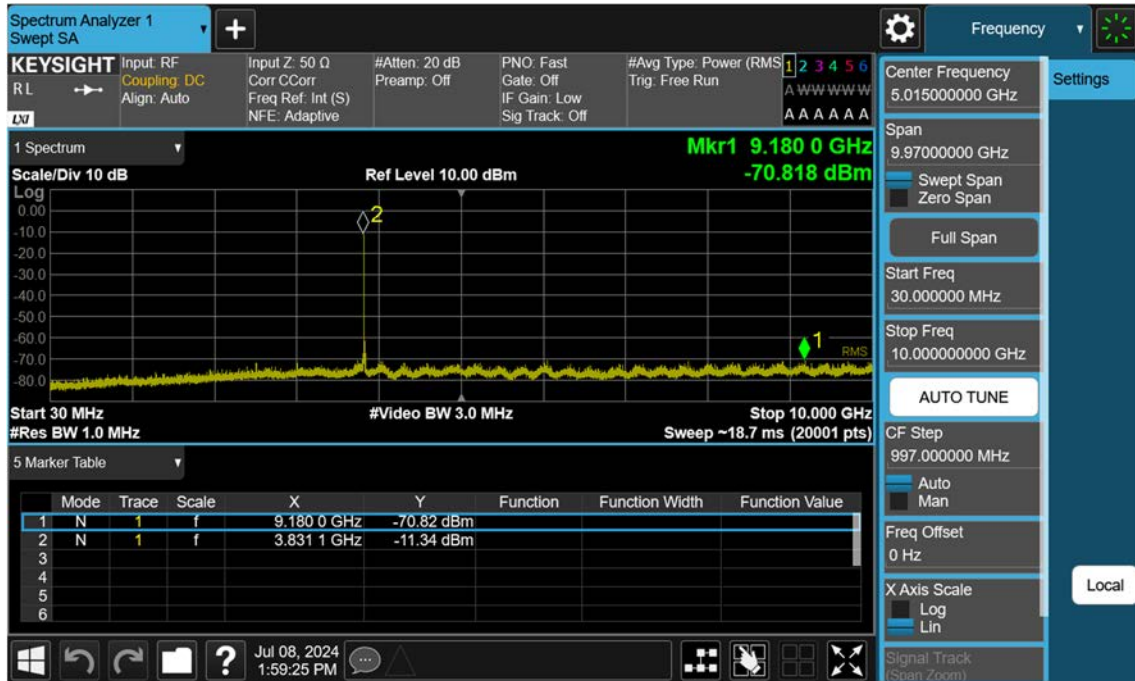 Spectrum Analyzer 1
Swept SA
Frequency
KEYSIGHT
RL
LXI
Input: RF
Coupling: DC
Align: Auto
Input Z: 50 Ω
Corr CCorr
Freq Ref: Int (S)
NFE: Adaptive
#Atten: 20 dB
Preamp: Off
PNO: Fast
Gate: Off
IF Gain: Low
Sig Track: Off
#Avg Type: Power (RMS
Trig: Free Run
1 2 3 4 5 6
A W W W W W
A A A A A A
1 Spectrum
Mkr1 9.180 0 GHz
-70.818 dBm
Scale/Div 10 dB
Ref Level 10.00 dBm
Log
0.00
-10.0
-20.0
-30.0
-40.0
-50.0
-60.0
-70.0
-80.0
2
1
RMS
Start 30 MHz
#Video BW 3.0 MHz
Stop 10.000 GHz
#Res BW 1.0 MHz
Sweep ~18.7 ms (20001 pts)
5 Marker Table
Mode Trace Scale X Y Function Function Width Function Value
1 N 1 f 9.180 0 GHz -70.82 dBm
2 N 1 f 3.831 1 GHz -11.34 dBm
3
4
5
6
Jul 08, 2024
1:59:25 PM
Center Frequency
5.015000000 GHz
Settings
Span
9.97000000 GHz
Swept Span
Zero Span
Full Span
Start Freq
30.000000 MHz
Stop Freq
10.000000000 GHz
AUTO TUNE
CF Step
997.000000 MHz
Auto
Man
Freq Offset
0 Hz
X Axis Scale
Log
Lin
Local
Signal Track
(Span Zoom)